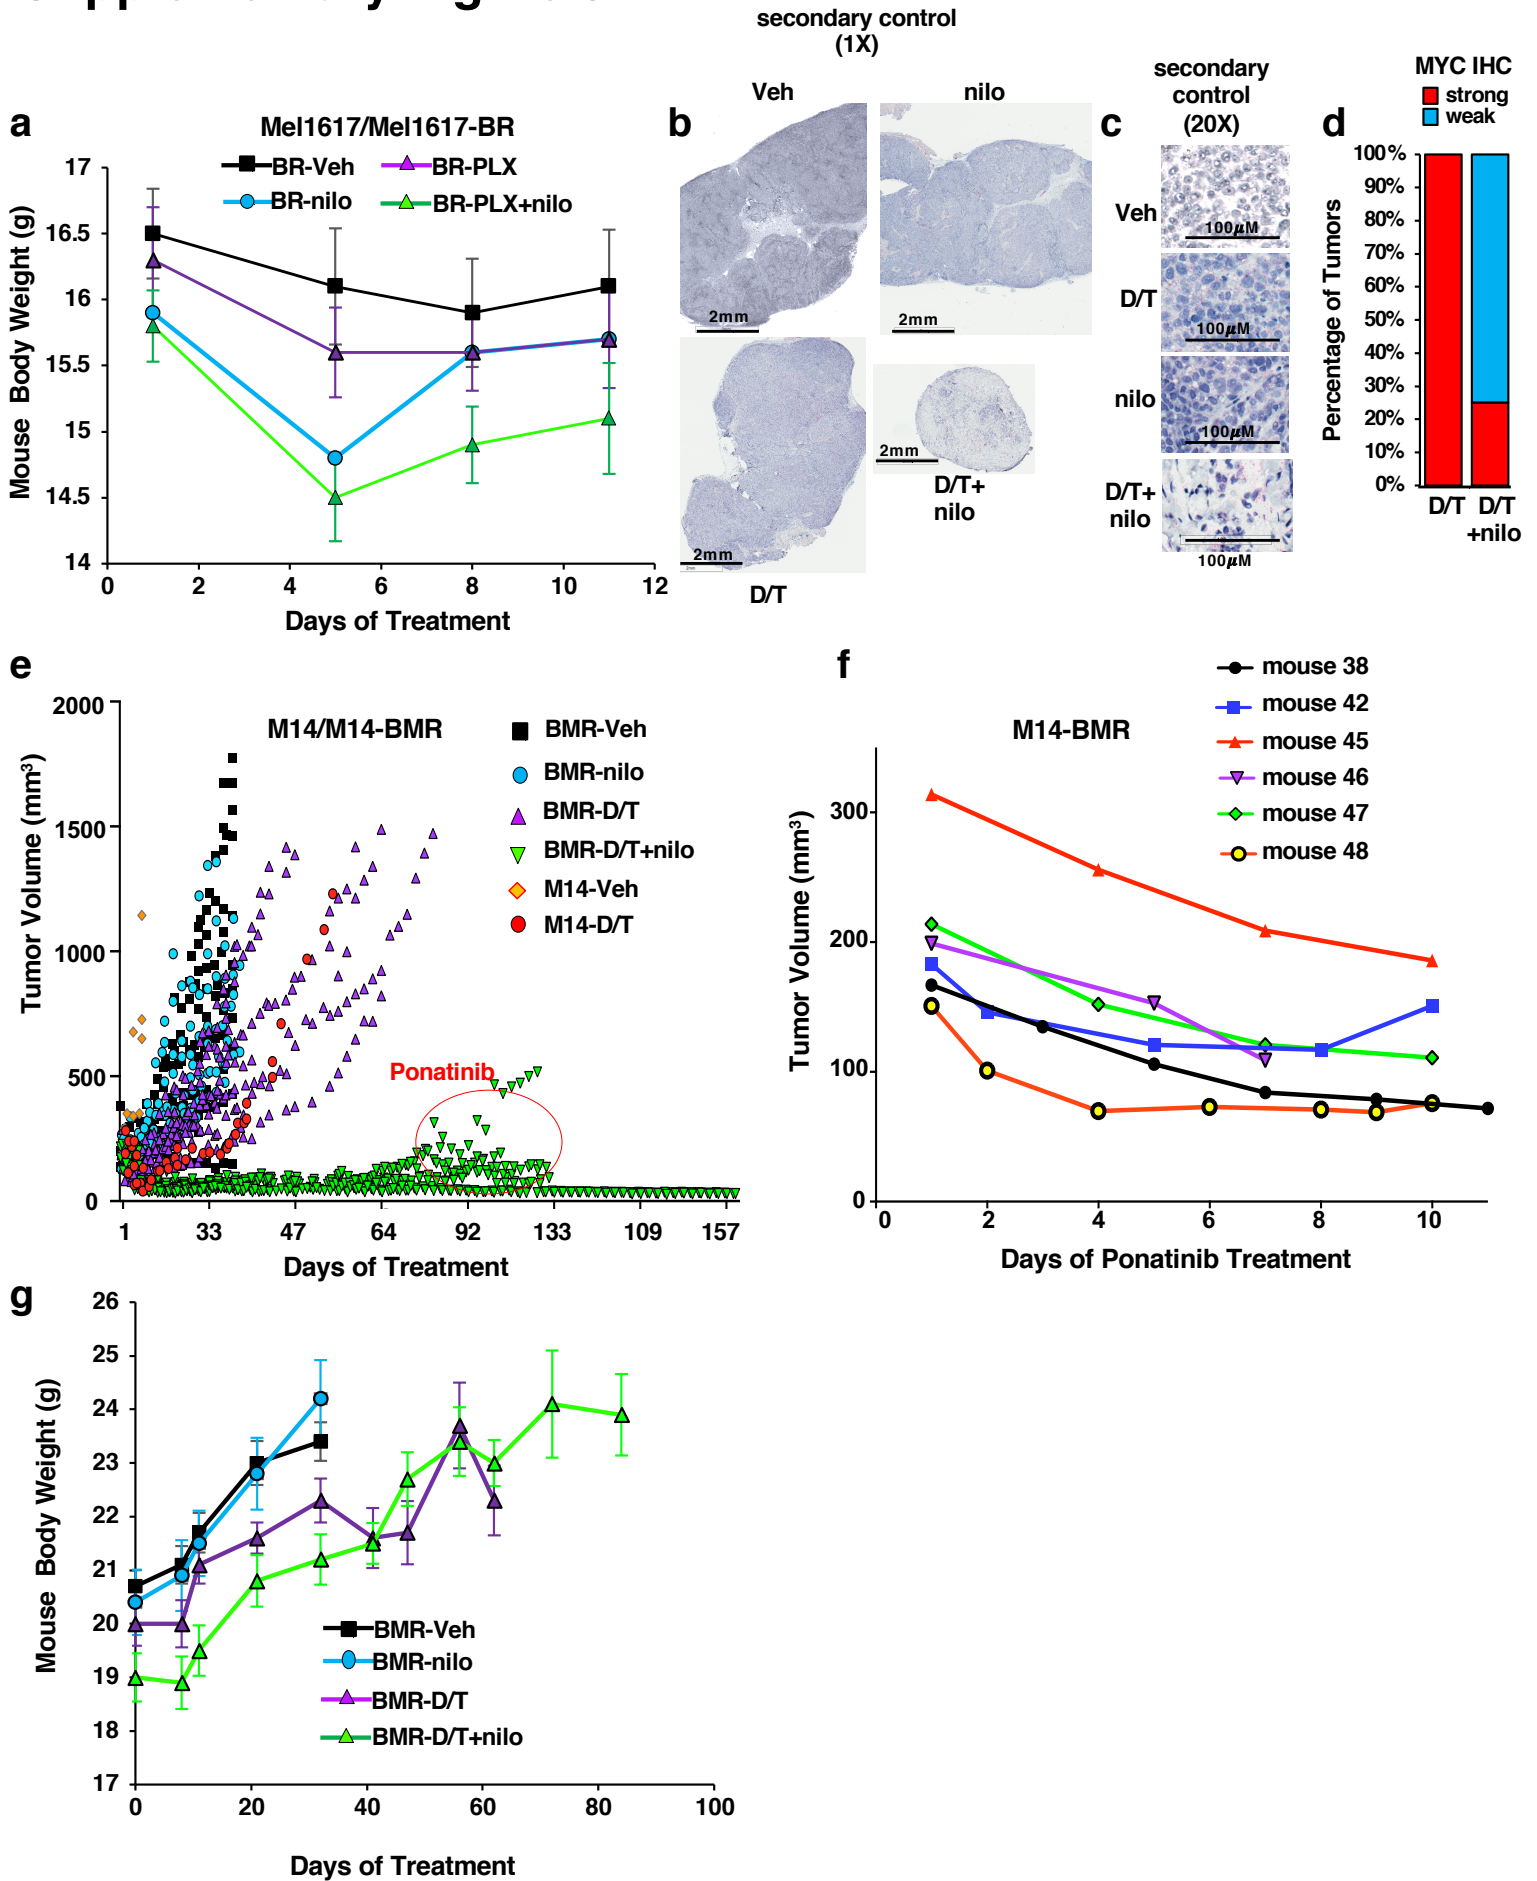 secondary control
(1X)
Veh
nilo
2mm
2mm
2mm
2mm
D/T
D/T+
nilo
b
a
Mel1617/Mel1617-BR
BR-Veh
BR-PLX
BR-nilo
BR-PLX+nilo
Mouse Body Weight (g)
17
16.5
16
15.5
15
14.5
14
0 2 4 6 8 10 12
Days of Treatment
c
secondary
control
(20X)
Veh
100µM
D/T
100µM
nilo
100µM
D/T+
nilo
100µM
d
MYC IHC
strong
weak
Percentage of Tumors
100%
90%
80%
70%
60%
50%
40%
30%
20%
10%
0%
D/T
D/T
+nilo
e
M14/M14-BMR
BMR-Veh
BMR-nilo
BMR-D/T
BMR-D/T+nilo
M14-Veh
M14-D/T
Ponatinib
Tumor Volume (mm³)
2000
1500
1000
500
0
1 33 47 64 92 133 109 157
Days of Treatment
f
M14-BMR
mouse 38
mouse 42
mouse 45
mouse 46
mouse 47
mouse 48
Tumor Volume (mm³)
300
200
100
0
0 2 4 6 8 10
Days of Ponatinib Treatment
g
Mouse Body Weight (g)
26
25
24
23
22
21
20
19
18
17
BMR-Veh
BMR-nilo
BMR-D/T
BMR-D/T+nilo
0 20 40 60 80 100
Days of Treatment